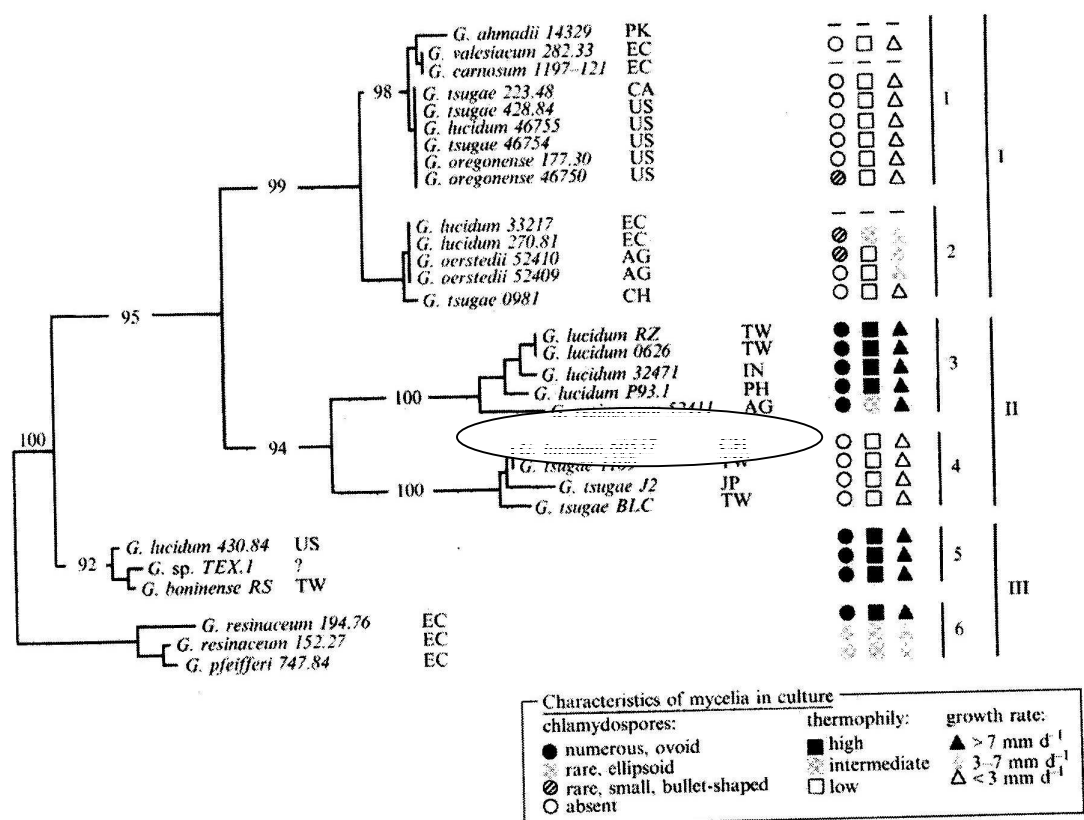 G. ahmadii 14329 PK
G. valesiacum 282.33 EC
G. carnosum 1197-121 EC
98
G. tsugae 223.48 CA
G. tsugae 428.84 US
G. lucidum 46755 US
G. tsugae 46754 US
G. oregonense 177.30 US
G. oregonense 46750 US
1
I
99
G. lucidum 33217 EC
G. lucidum 270.81 EC
G. oerstedii 52410 AG
G. oerstedii 52409 AG
G. tsugae 0981 CH
2
95
G. lucidum RZ TW
G. lucidum 0626 TW
G. lucidum 32471 IN
G. lucidum P93.1 PH
52411 AG
100
3
II
94
G. tsugae 1109 TW
G. tsugae J2 JP
G. tsugae BLC TW
100
4
100
G. lucidum 430.84 US
G. sp. TEX.1 ?
G. boninense RS TW
92
5
III
G. resinaceum 194.76 EC
G. resinaceum 152.27 EC
G. pfeifferi 747.84 EC
6
Characteristics of mycelia in culture
chlamydospores: thermophily: growth rate:
numerous, ovoid high > 7 mm d⁻¹
rare, ellipsoid intermediate 3–7 mm d⁻¹
rare, small, bullet-shaped low < 3 mm d⁻¹
absent